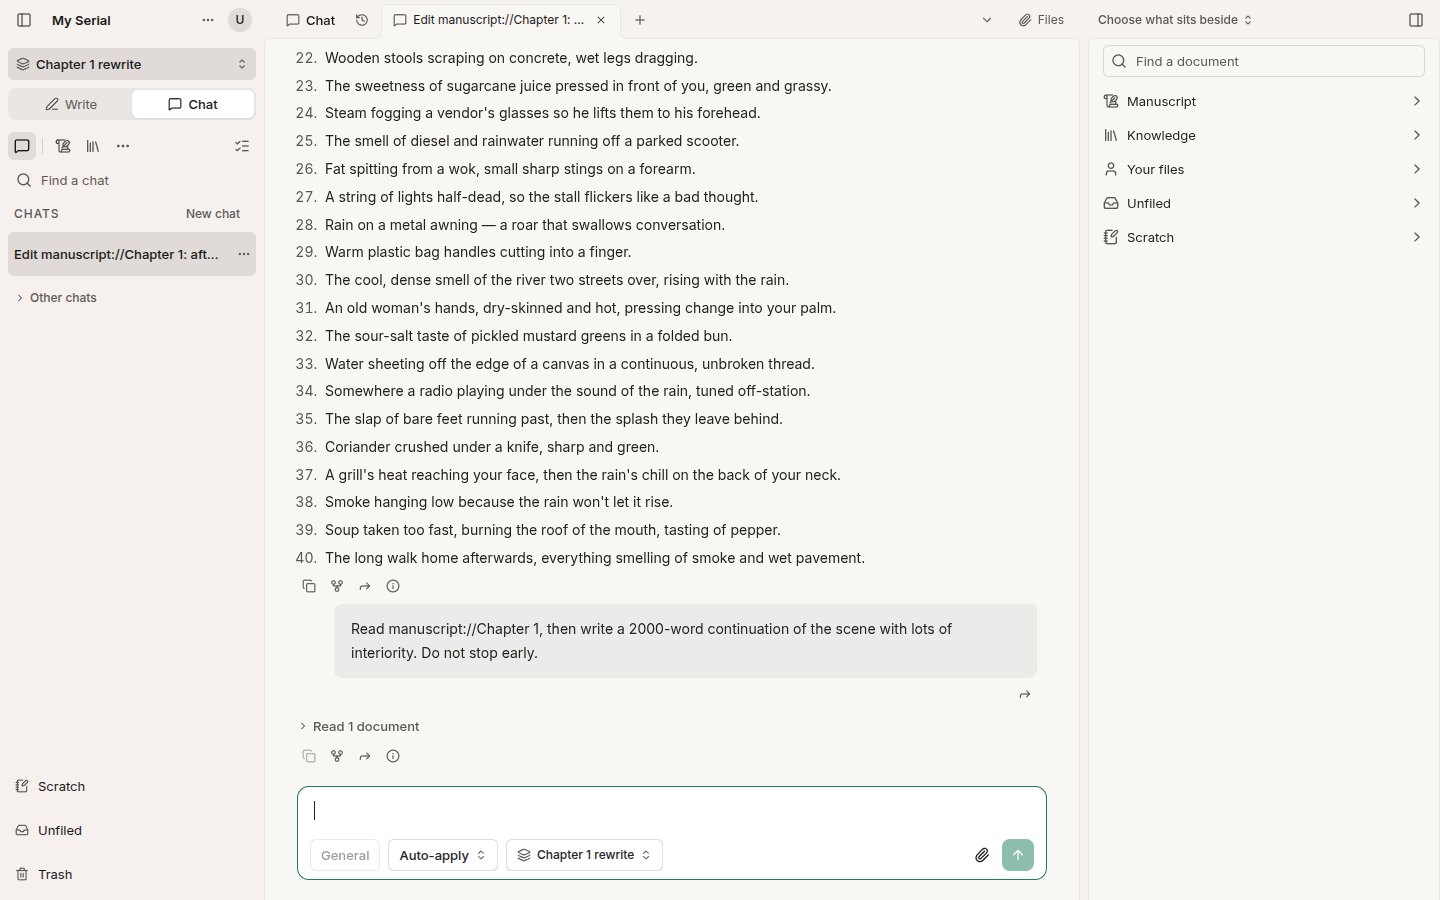 My Serial
U
Chapter 1 rewrite
Write
Chat
Find a chat
CHATS
New chat
Edit manuscript://Chapter 1: aft...
Other chats
Scratch
Unfiled
Trash
Chat
Edit manuscript://Chapter 1: ...
Files
22. Wooden stools scraping on concrete, wet legs dragging.
23. The sweetness of sugarcane juice pressed in front of you, green and grassy.
24. Steam fogging a vendor's glasses so he lifts them to his forehead.
25. The smell of diesel and rainwater running off a parked scooter.
26. Fat spitting from a wok, small sharp stings on a forearm.
27. A string of lights half-dead, so the stall flickers like a bad thought.
28. Rain on a metal awning — a roar that swallows conversation.
29. Warm plastic bag handles cutting into a finger.
30. The cool, dense smell of the river two streets over, rising with the rain.
31. An old woman's hands, dry-skinned and hot, pressing change into your palm.
32. The sour-salt taste of pickled mustard greens in a folded bun.
33. Water sheeting off the edge of a canvas in a continuous, unbroken thread.
34. Somewhere a radio playing under the sound of the rain, tuned off-station.
35. The slap of bare feet running past, then the splash they leave behind.
36. Coriander crushed under a knife, sharp and green.
37. A grill's heat reaching your face, then the rain's chill on the back of your neck.
38. Smoke hanging low because the rain won't let it rise.
39. Soup taken too fast, burning the roof of the mouth, tasting of pepper.
40. The long walk home afterwards, everything smelling of smoke and wet pavement.
Read manuscript://Chapter 1, then write a 2000-word continuation of the scene with lots of
interiority. Do not stop early.
Read 1 document
General
Auto-apply
Chapter 1 rewrite
Choose what sits beside
Find a document
Manuscript
Knowledge
Your files
Unfiled
Scratch